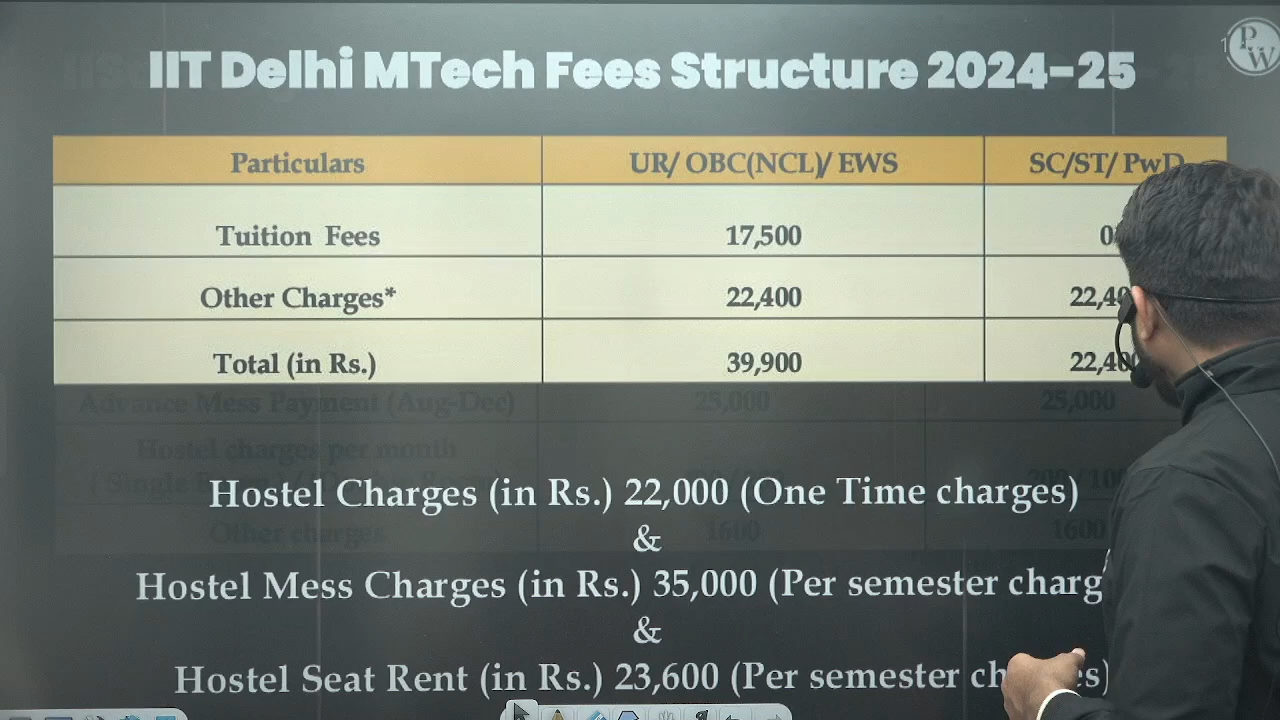 IIT Delhi MTech Fees Structure 2024-25
PW
Particulars UR/ OBC(NCL)/ EWS SC/ST/ PwD
Tuition Fees 17,500
Other Charges* 22,400 22,40
Total (in Rs.) 39,900 22,400
Advance Mess Payment (Aug-Dec) 25,000 25,000
Hostel charges per month
Other charges 1600 1600
Hostel Charges (in Rs.) 22,000 (One Time charges)
&
Hostel Mess Charges (in Rs.) 35,000 (Per semester charg
&
Hostel Seat Rent (in Rs.) 23,600 (Per semester ch es)